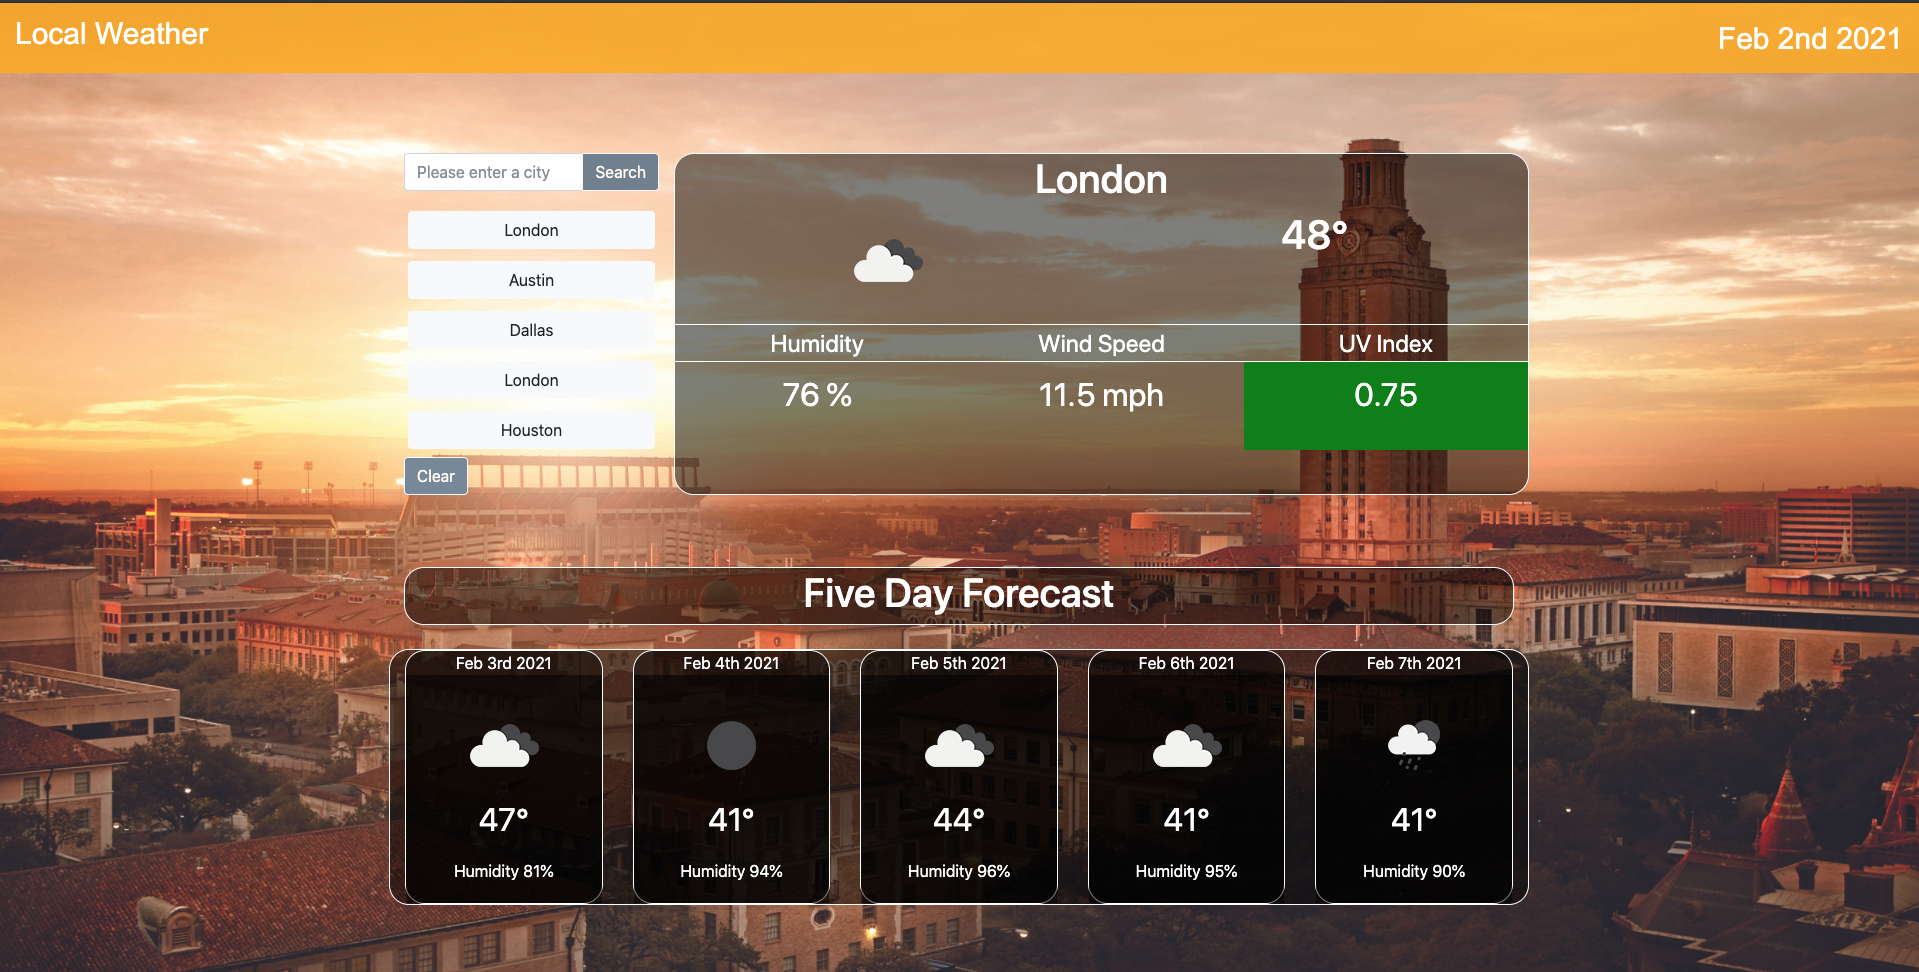 Local Weather
Feb 2nd 2021
Please enter a city
Search
London
Austin
Dallas
London
Houston
Clear
London
48°
Humidity
Wind Speed
UV Index
76 %
11.5 mph
0.75
Five Day Forecast
Feb 3rd 2021
47°
Humidity 81%
Feb 4th 2021
41°
Humidity 94%
Feb 5th 2021
44°
Humidity 96%
Feb 6th 2021
41°
Humidity 95%
Feb 7th 2021
41°
Humidity 90%